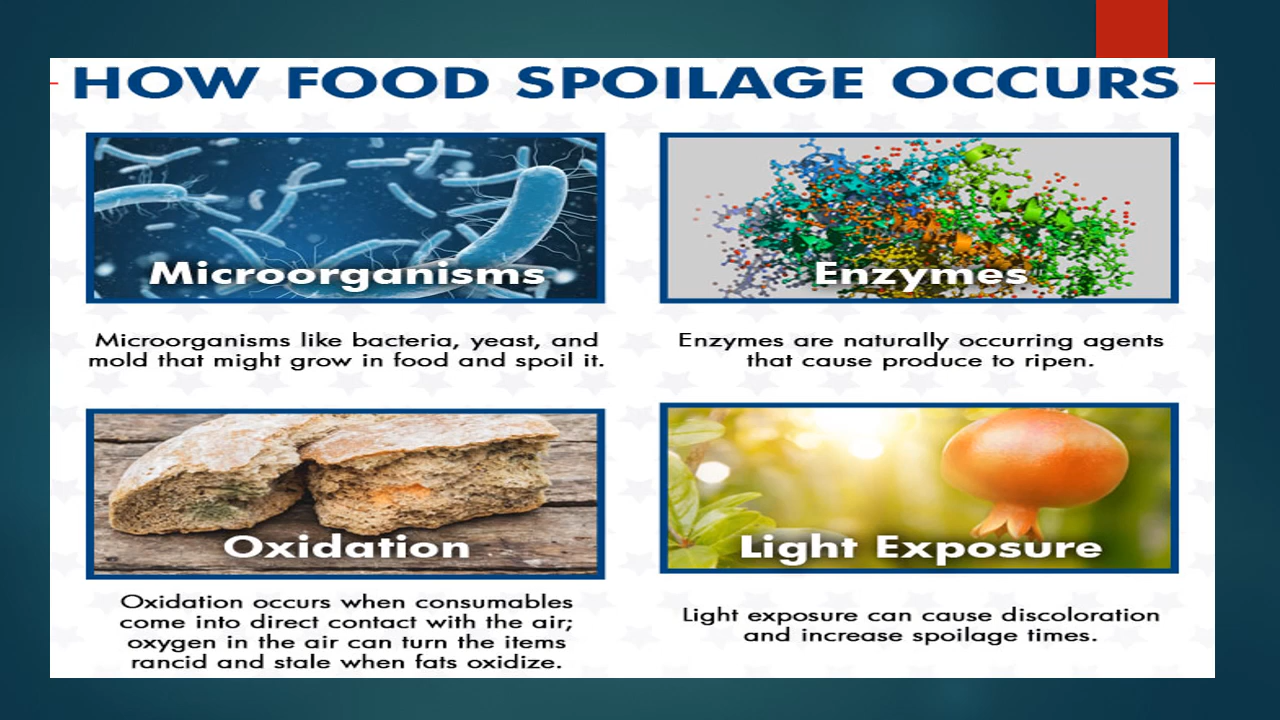 HOW FOOD SPOILAGE OCCURS
Microorganisms
Microorganisms like bacteria, yeast, and
mold that might grow in food and spoil it.
Enzymes
Enzymes are naturally occurring agents
that cause produce to ripen.
Oxidation
Oxidation occurs when consumables
come into direct contact with the air;
oxygen in the air can turn the items
rancid and stale when fats oxidize.
Light Exposure
Light exposure can cause discoloration
and increase spoilage times.